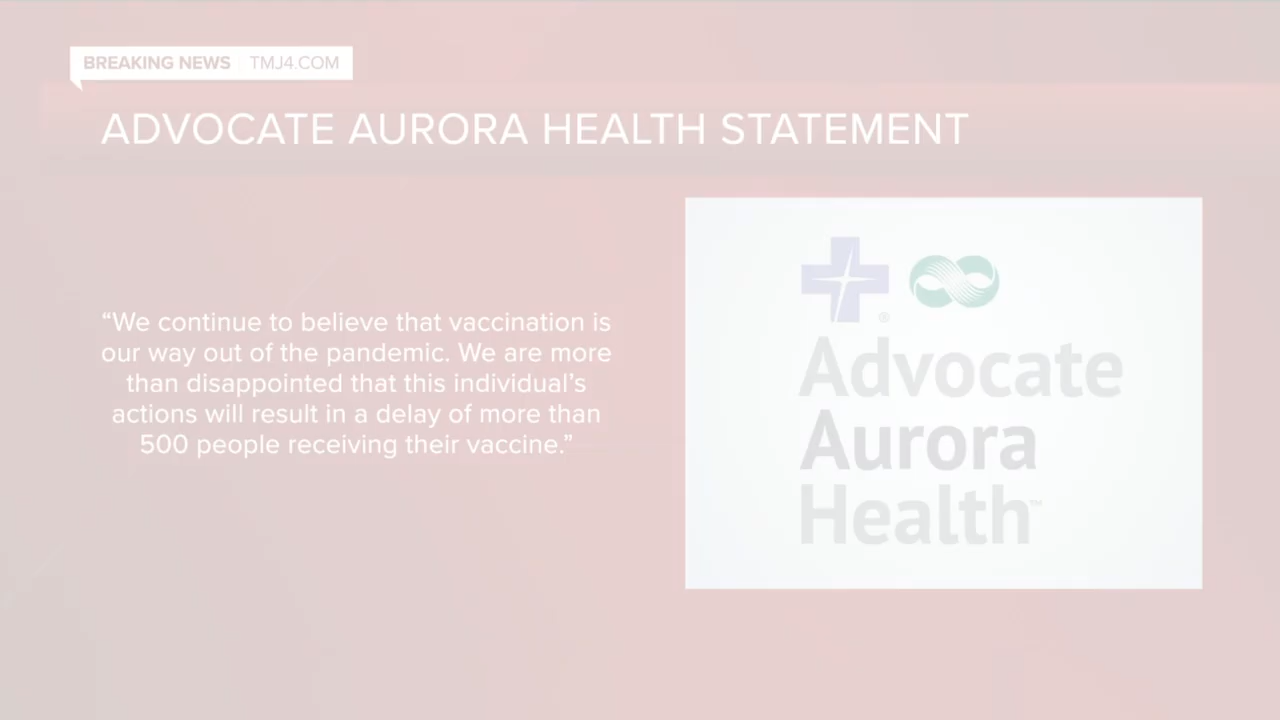 BREAKING NEWS TMJ4.COM
ADVOCATE AURORA HEALTH STATEMENT
“We continue to believe that vaccination is
our way out of the pandemic. We are more
than disappointed that this individual’s
actions will result in a delay of more than
500 people receiving their vaccine.”
®
Advocate
Aurora
Health™